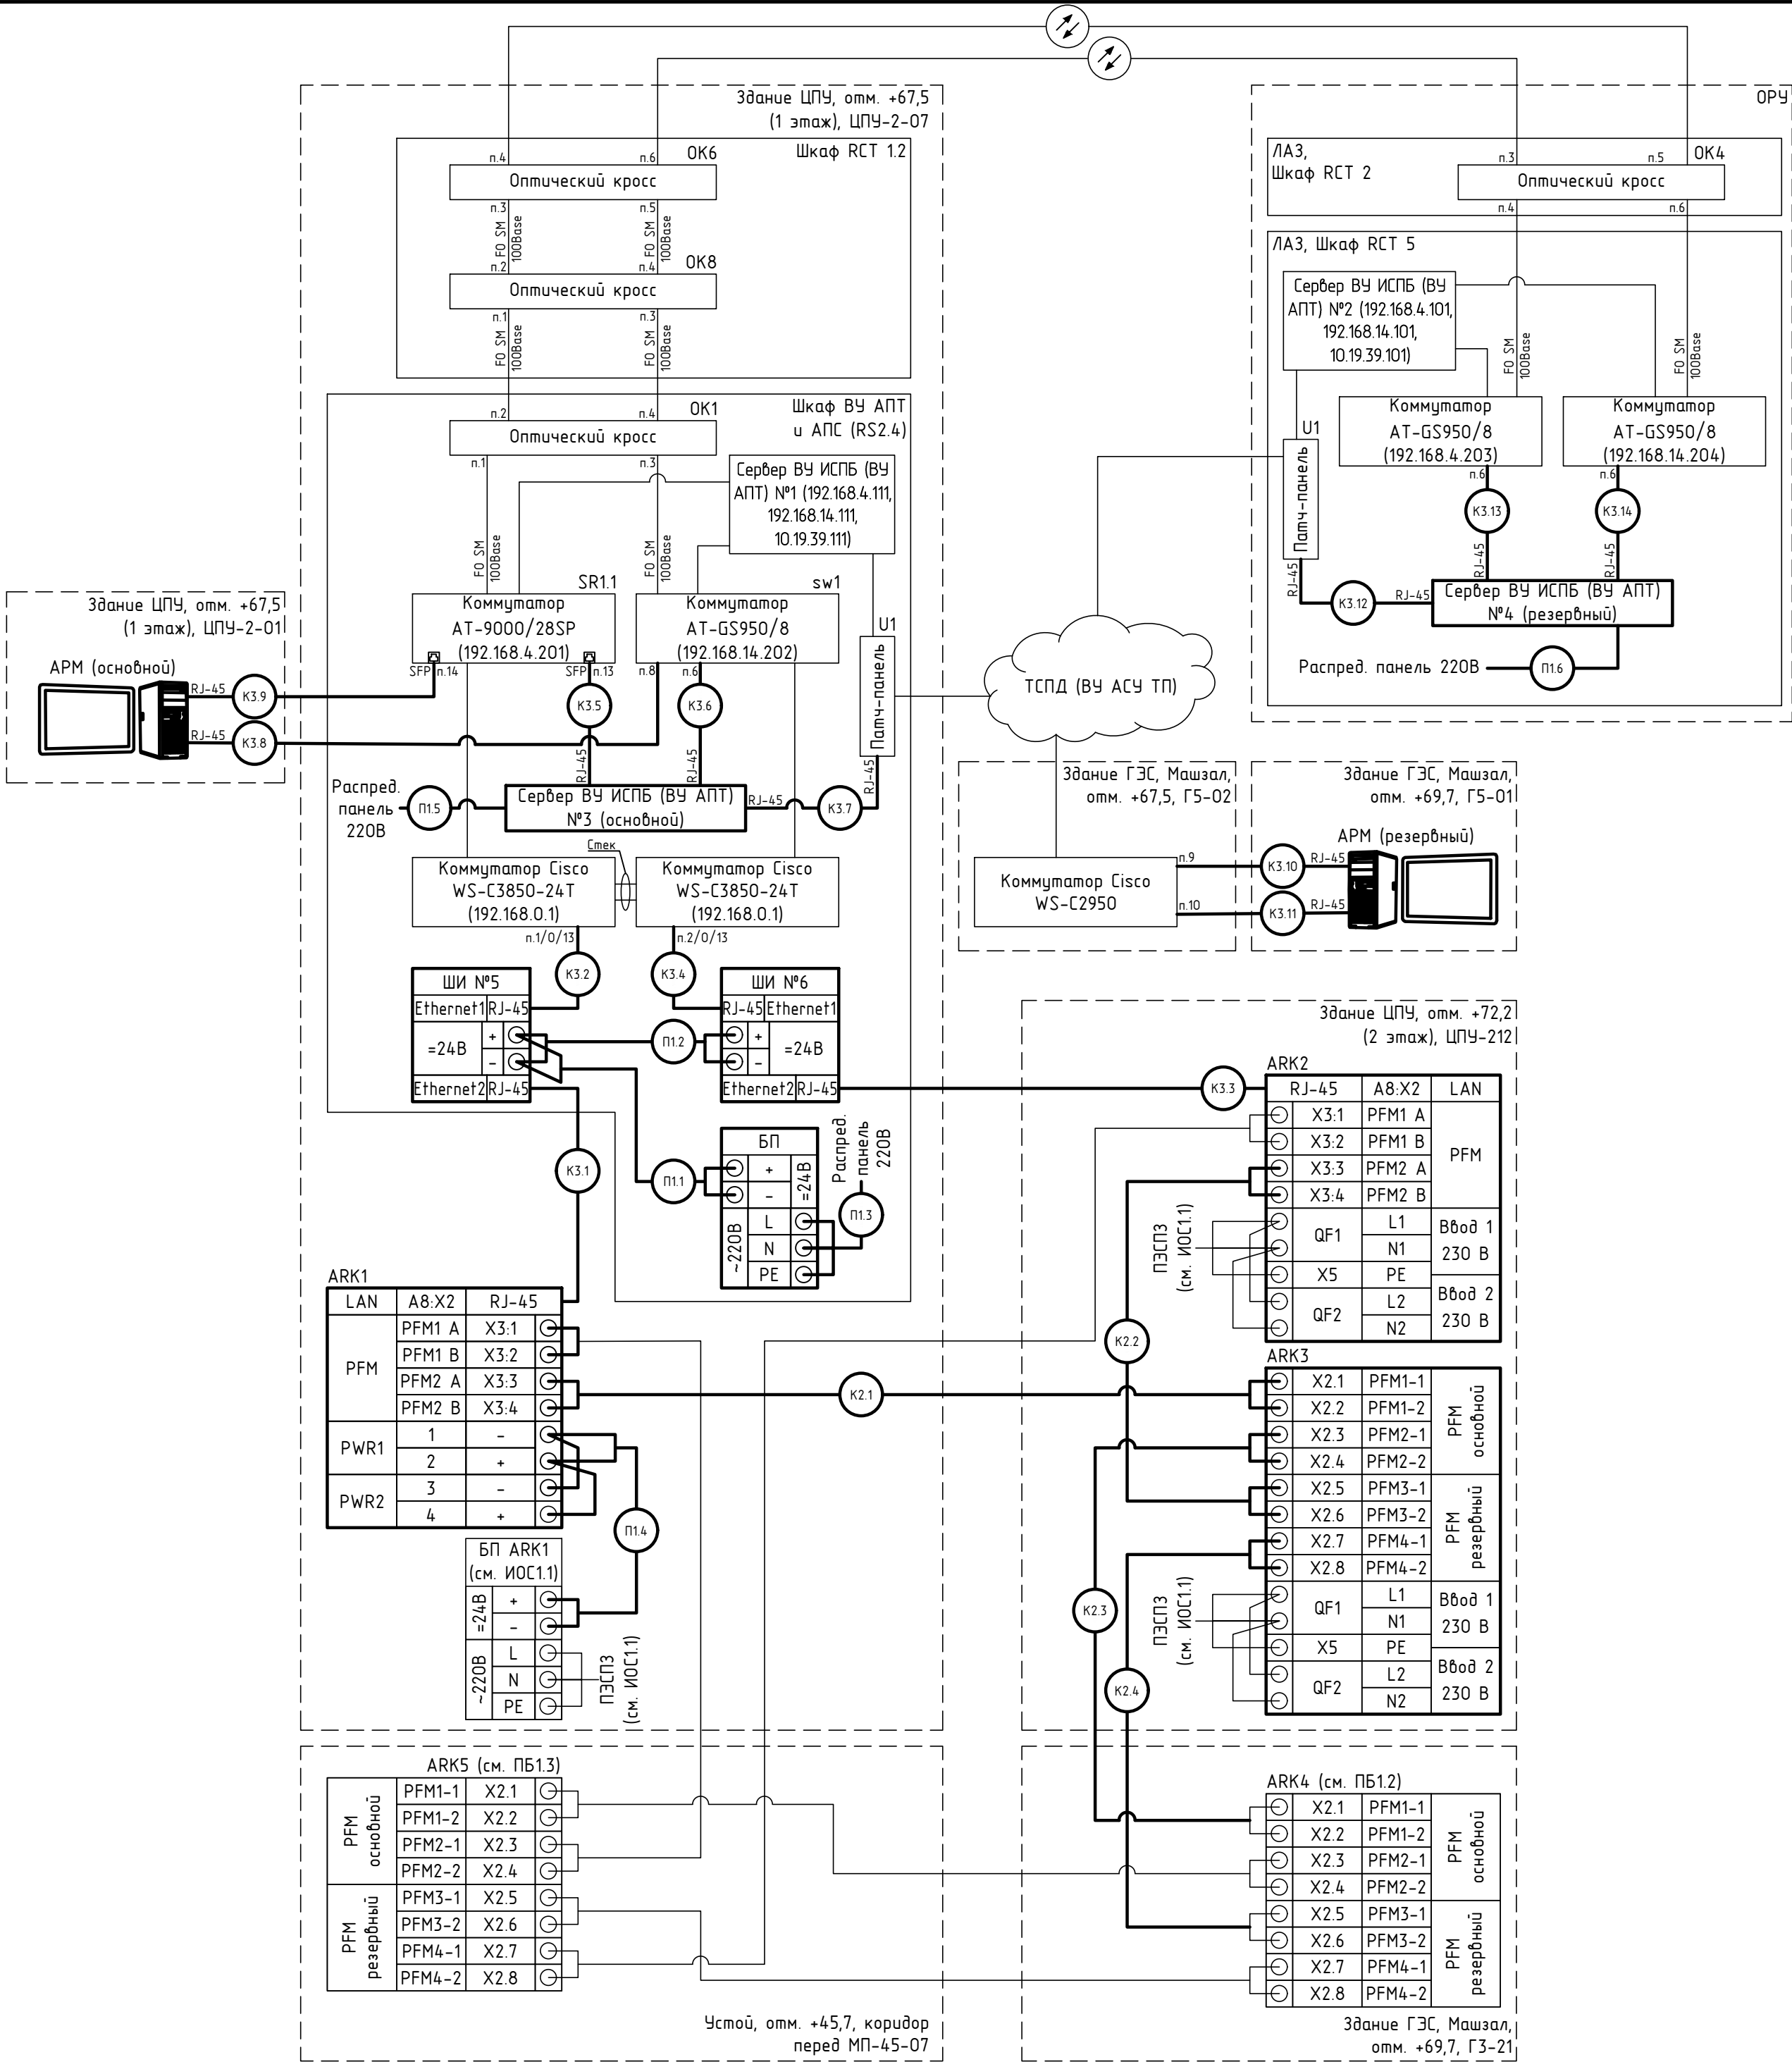 Здание ЦПУ, отм. +67,5
(1 этаж), ЦПУ-2-07
Шкаф RCT 1.2
п.4
п.6
ОК6
Оптический кросс
п.3
п.5
FO SM
100Base
FO SM
100Base
п.2
п.4
ОК8
Оптический кросс
п.1
п.3
FO SM
100Base
FO SM
100Base
Шкаф ВУ АПТ
и АПС (RS2.4)
п.2
п.4
ОК1
Оптический кросс
п.1
п.3
FO SM
100Base
FO SM
100Base
Сервер ВУ ИСПБ (ВУ
АПТ) №1 (192.168.4.111,
192.168.14.111,
10.19.39.111)
SR1.1
Коммутатор
AT-9000/28SP
(192.168.4.201)
SFP
п.14
SFP
п.13
sw1
Коммутатор
AT-GS950/8
(192.168.14.202)
п.8
п.6
U1
Патч-панель
RJ-45
Здание ЦПУ, отм. +67,5
(1 этаж), ЦПУ-2-01
АРМ (основной)
RJ-45
К3.9
RJ-45
К3.8
К3.5
RJ-45
К3.6
RJ-45
Распред.
панель
220В
П1.5
Сервер ВУ ИСПБ (ВУ АПТ)
№3 (основной)
RJ-45
К3.7
Стек
Коммутатор Cisco
WS-C3850-24T
(192.168.0.1)
п.1/0/13
Коммутатор Cisco
WS-C3850-24T
(192.168.0.1)
п.2/0/13
К3.2
К3.4
ШИ №5
Ethernet1
RJ-45
=24В
+
-
Ethernet2
RJ-45
П1.2
ШИ №6
RJ-45
Ethernet1
+
-
=24В
Ethernet2
RJ-45
К3.3
К3.1
П1.1
БП
+
-
=24В
~220В
L
N
PE
Распред.
панель
220В
П1.3
ARK1
LAN
A8:X2
RJ-45
PFM
PFM1 A
X3:1
PFM1 B
X3:2
PFM2 A
X3:3
PFM2 B
X3:4
PWR1
1
-
2
+
PWR2
3
-
4
+
П1.4
К2.1
БП ARK1
(см. ИОС1.1)
=24В
+
-
~220В
L
N
PE
ПЭСПЗ
(см. ИОС1.1)
ОРУ
ЛАЗ,
Шкаф RCT 2
п.3
п.5
ОК4
Оптический кросс
п.4
п.6
ЛАЗ, Шкаф RCT 5
Сервер ВУ ИСПБ (ВУ
АПТ) №2 (192.168.4.101,
192.168.14.101,
10.19.39.101)
FO SM
100Base
FO SM
100Base
U1
Патч-панель
RJ-45
Коммутатор
AT-GS950/8
(192.168.4.203)
п.6
К3.13
RJ-45
Коммутатор
AT-GS950/8
(192.168.14.204)
п.6
К3.14
RJ-45
К3.12
RJ-45
Сервер ВУ ИСПБ (ВУ АПТ)
№4 (резервный)
Распред. панель 220В
П1.6
ТСПД (ВУ АСУ ТП)
Здание ГЭС, Машзал,
отм. +67,5, Г5-02
Коммутатор Cisco
WS-C2950
п.9
п.10
Здание ГЭС, Машзал,
отм. +69,7, Г5-01
АРМ (резервный)
К3.10
RJ-45
К3.11
RJ-45
Здание ЦПУ, отм. +72,2
(2 этаж), ЦПУ-212
ARK2
RJ-45
A8:X2
LAN
X3:1
PFM1 A
X3:2
PFM1 B
X3:3
PFM2 A
X3:4
PFM2 B
PFM
QF1
L1
N1
Ввод 1
230 В
X5
PE
QF2
L2
N2
Ввод 2
230 В
ПЭСПЗ
(см. ИОС1.1)
К2.2
ARK3
X2.1
PFM1-1
X2.2
PFM1-2
X2.3
PFM2-1
X2.4
PFM2-2
PFM
основной
X2.5
PFM3-1
X2.6
PFM3-2
X2.7
PFM4-1
X2.8
PFM4-2
PFM
резервный
QF1
L1
N1
Ввод 1
230 В
X5
PE
QF2
L2
N2
Ввод 2
230 В
ПЭСПЗ
(см. ИОС1.1)
К2.3
К2.4
ARK5 (см. ПБ1.3)
PFM
основной
PFM1-1
X2.1
PFM1-2
X2.2
PFM2-1
X2.3
PFM2-2
X2.4
PFM
резервный
PFM3-1
X2.5
PFM3-2
X2.6
PFM4-1
X2.7
PFM4-2
X2.8
Устой, отм. +45,7, коридор
перед МП-45-07
ARK4 (см. ПБ1.2)
X2.1
PFM1-1
X2.2
PFM1-2
X2.3
PFM2-1
X2.4
PFM2-2
PFM
основной
X2.5
PFM3-1
X2.6
PFM3-2
X2.7
PFM4-1
X2.8
PFM4-2
PFM
резервный
Здание ГЭС, Машзал,
отм. +69,7, Г3-21